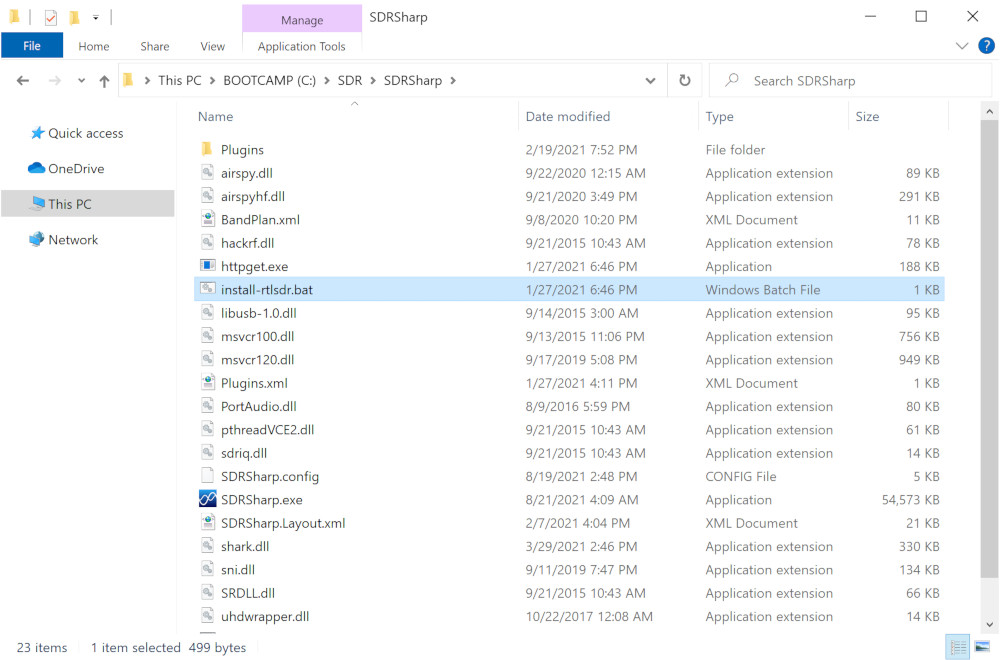 Manage SDRSharp
File Home Share View Application Tools
This PC BOOTCAMP (C:) SDR SDRSharp Search SDRSharp
Name Date modified Type Size
Quick access
OneDrive
This PC
Network
Plugins 2/19/2021 7:52 PM File folder
airspy.dll 9/22/2020 12:15 AM Application extension 89 KB
airspyhf.dll 9/21/2020 3:49 PM Application extension 291 KB
BandPlan.xml 9/8/2020 10:20 PM XML Document 11 KB
hackrf.dll 9/21/2015 10:43 AM Application extension 78 KB
httpget.exe 1/27/2021 6:46 PM Application 188 KB
install-rtlsdr.bat 1/27/2021 6:46 PM Windows Batch File 1 KB
libusb-1.0.dll 9/14/2015 3:00 AM Application extension 95 KB
msvcr100.dll 9/13/2015 11:06 PM Application extension 756 KB
msvcr120.dll 9/17/2019 5:08 PM Application extension 949 KB
Plugins.xml 1/27/2021 4:11 PM XML Document 1 KB
PortAudio.dll 8/9/2016 5:59 PM Application extension 80 KB
pthreadVCE2.dll 9/21/2015 10:43 AM Application extension 61 KB
sdriq.dll 9/21/2015 10:43 AM Application extension 14 KB
SDRSharp.config 8/19/2021 2:48 PM CONFIG File 5 KB
SDRSharp.exe 8/21/2021 4:09 AM Application 54,573 KB
SDRSharp.Layout.xml 2/7/2021 4:04 PM XML Document 21 KB
shark.dll 3/29/2021 2:46 PM Application extension 330 KB
sni.dll 9/11/2019 7:47 PM Application extension 134 KB
SRDLL.dll 9/21/2015 10:43 AM Application extension 66 KB
uhdwrapper.dll 10/22/2017 12:08 AM Application extension 14 KB
23 items 1 item selected 499 bytes